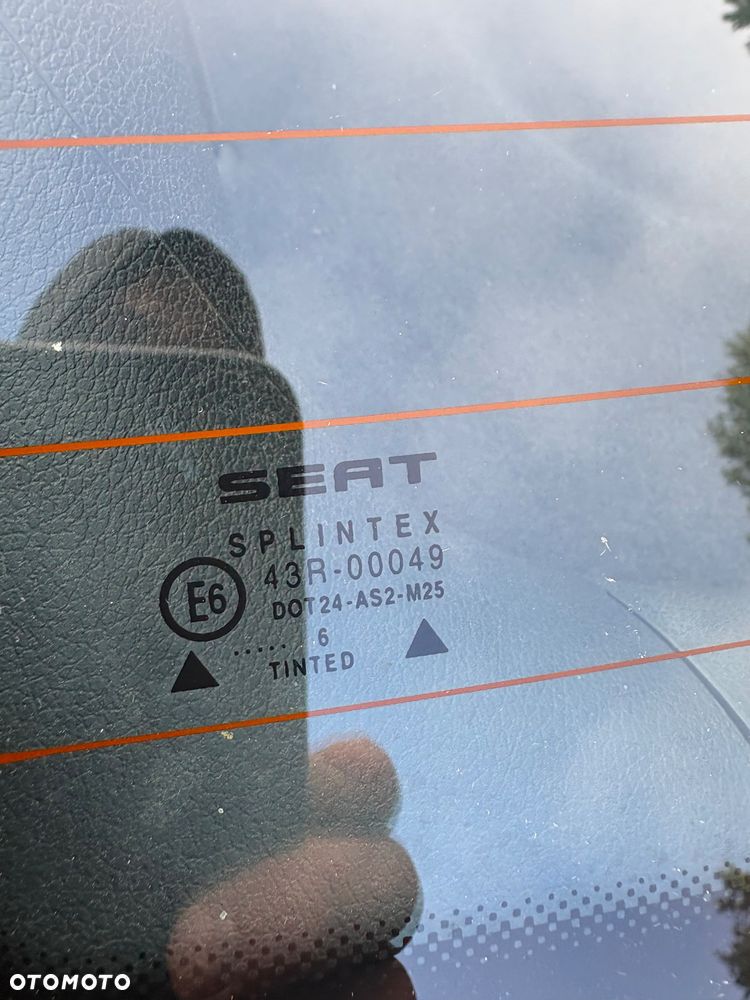 SEAT
SPLINTEX
43R-00049
E6
DOT24-AS2-M25
..... 6
TINTED
OTOMOTO